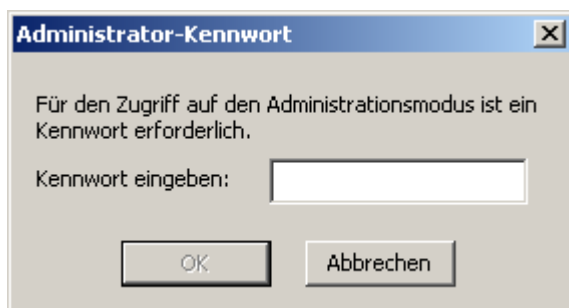 Administrator-Kennwort
Für den Zugriff auf den Administrationsmodus ist ein
Kennwort erforderlich.
Kennwort eingeben:
OK
Abbrechen